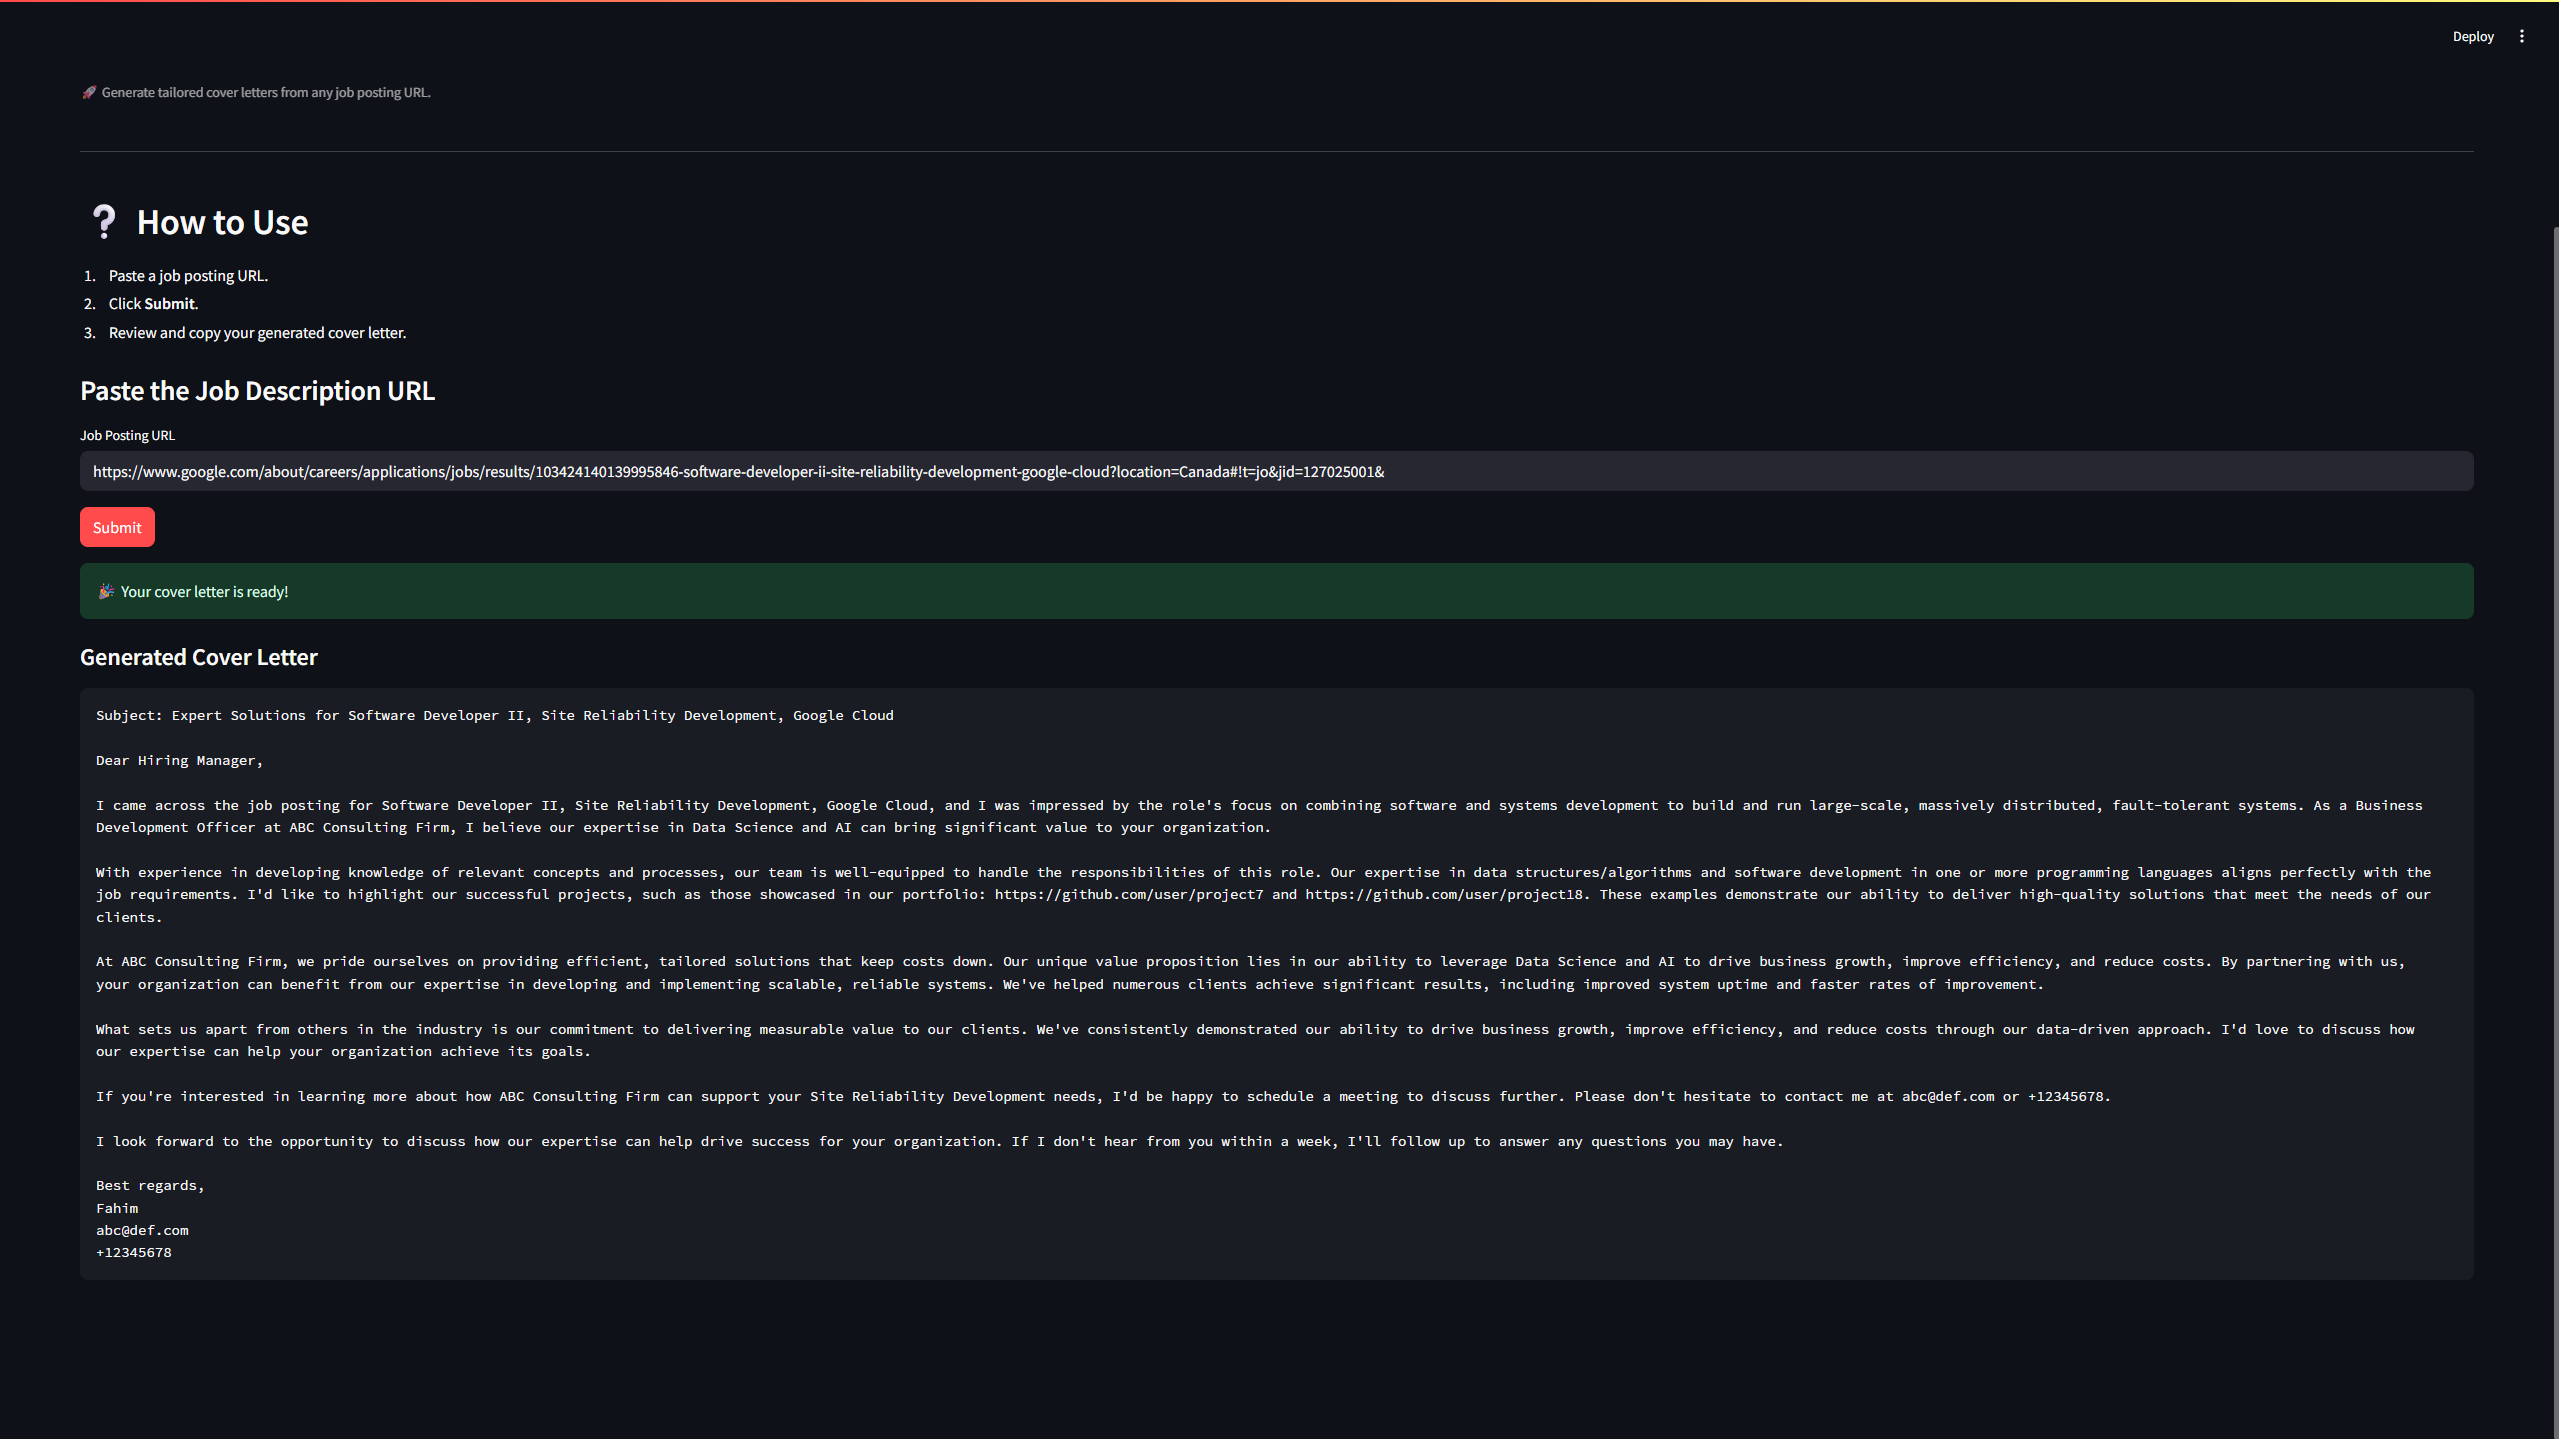 Deploy
🚀 Generate tailored cover letters from any job posting URL.
❔ How to Use
1. Paste a job posting URL.
2. Click Submit.
3. Review and copy your generated cover letter.
Paste the Job Description URL
Job Posting URL
https://www.google.com/about/careers/applications/jobs/results/103424140139995846-software-developer-ii-site-reliability-development-google-cloud?location=Canada#!t=jo&jid=127025001&
Submit
🎉 Your cover letter is ready!
Generated Cover Letter
Subject: Expert Solutions for Software Developer II, Site Reliability Development, Google Cloud
Dear Hiring Manager,
I came across the job posting for Software Developer II, Site Reliability Development, Google Cloud, and I was impressed by the role's focus on combining software and systems development to build and run large-scale, massively distributed, fault-tolerant systems. As a Business
Development Officer at ABC Consulting Firm, I believe our expertise in Data Science and AI can bring significant value to your organization.
With experience in developing knowledge of relevant concepts and processes, our team is well-equipped to handle the responsibilities of this role. Our expertise in data structures/algorithms and software development in one or more programming languages aligns perfectly with the
job requirements. I'd like to highlight our successful projects, such as those showcased in our portfolio: https://github.com/user/project7 and https://github.com/user/project18. These examples demonstrate our ability to deliver high-quality solutions that meet the needs of our
clients.
At ABC Consulting Firm, we pride ourselves on providing efficient, tailored solutions that keep costs down. Our unique value proposition lies in our ability to leverage Data Science and AI to drive business growth, improve efficiency, and reduce costs. By partnering with us,
your organization can benefit from our expertise in developing and implementing scalable, reliable systems. We've helped numerous clients achieve significant results, including improved system uptime and faster rates of improvement.
What sets us apart from others in the industry is our commitment to delivering measurable value to our clients. We've consistently demonstrated our ability to drive business growth, improve efficiency, and reduce costs through our data-driven approach. I'd love to discuss how
our expertise can help your organization achieve its goals.
If you're interested in learning more about how ABC Consulting Firm can support your Site Reliability Development needs, I'd be happy to schedule a meeting to discuss further. Please don't hesitate to contact me at abc@def.com or +12345678.
I look forward to the opportunity to discuss how our expertise can help drive success for your organization. If I don't hear from you within a week, I'll follow up to answer any questions you may have.
Best regards,
Fahim
abc@def.com
+12345678